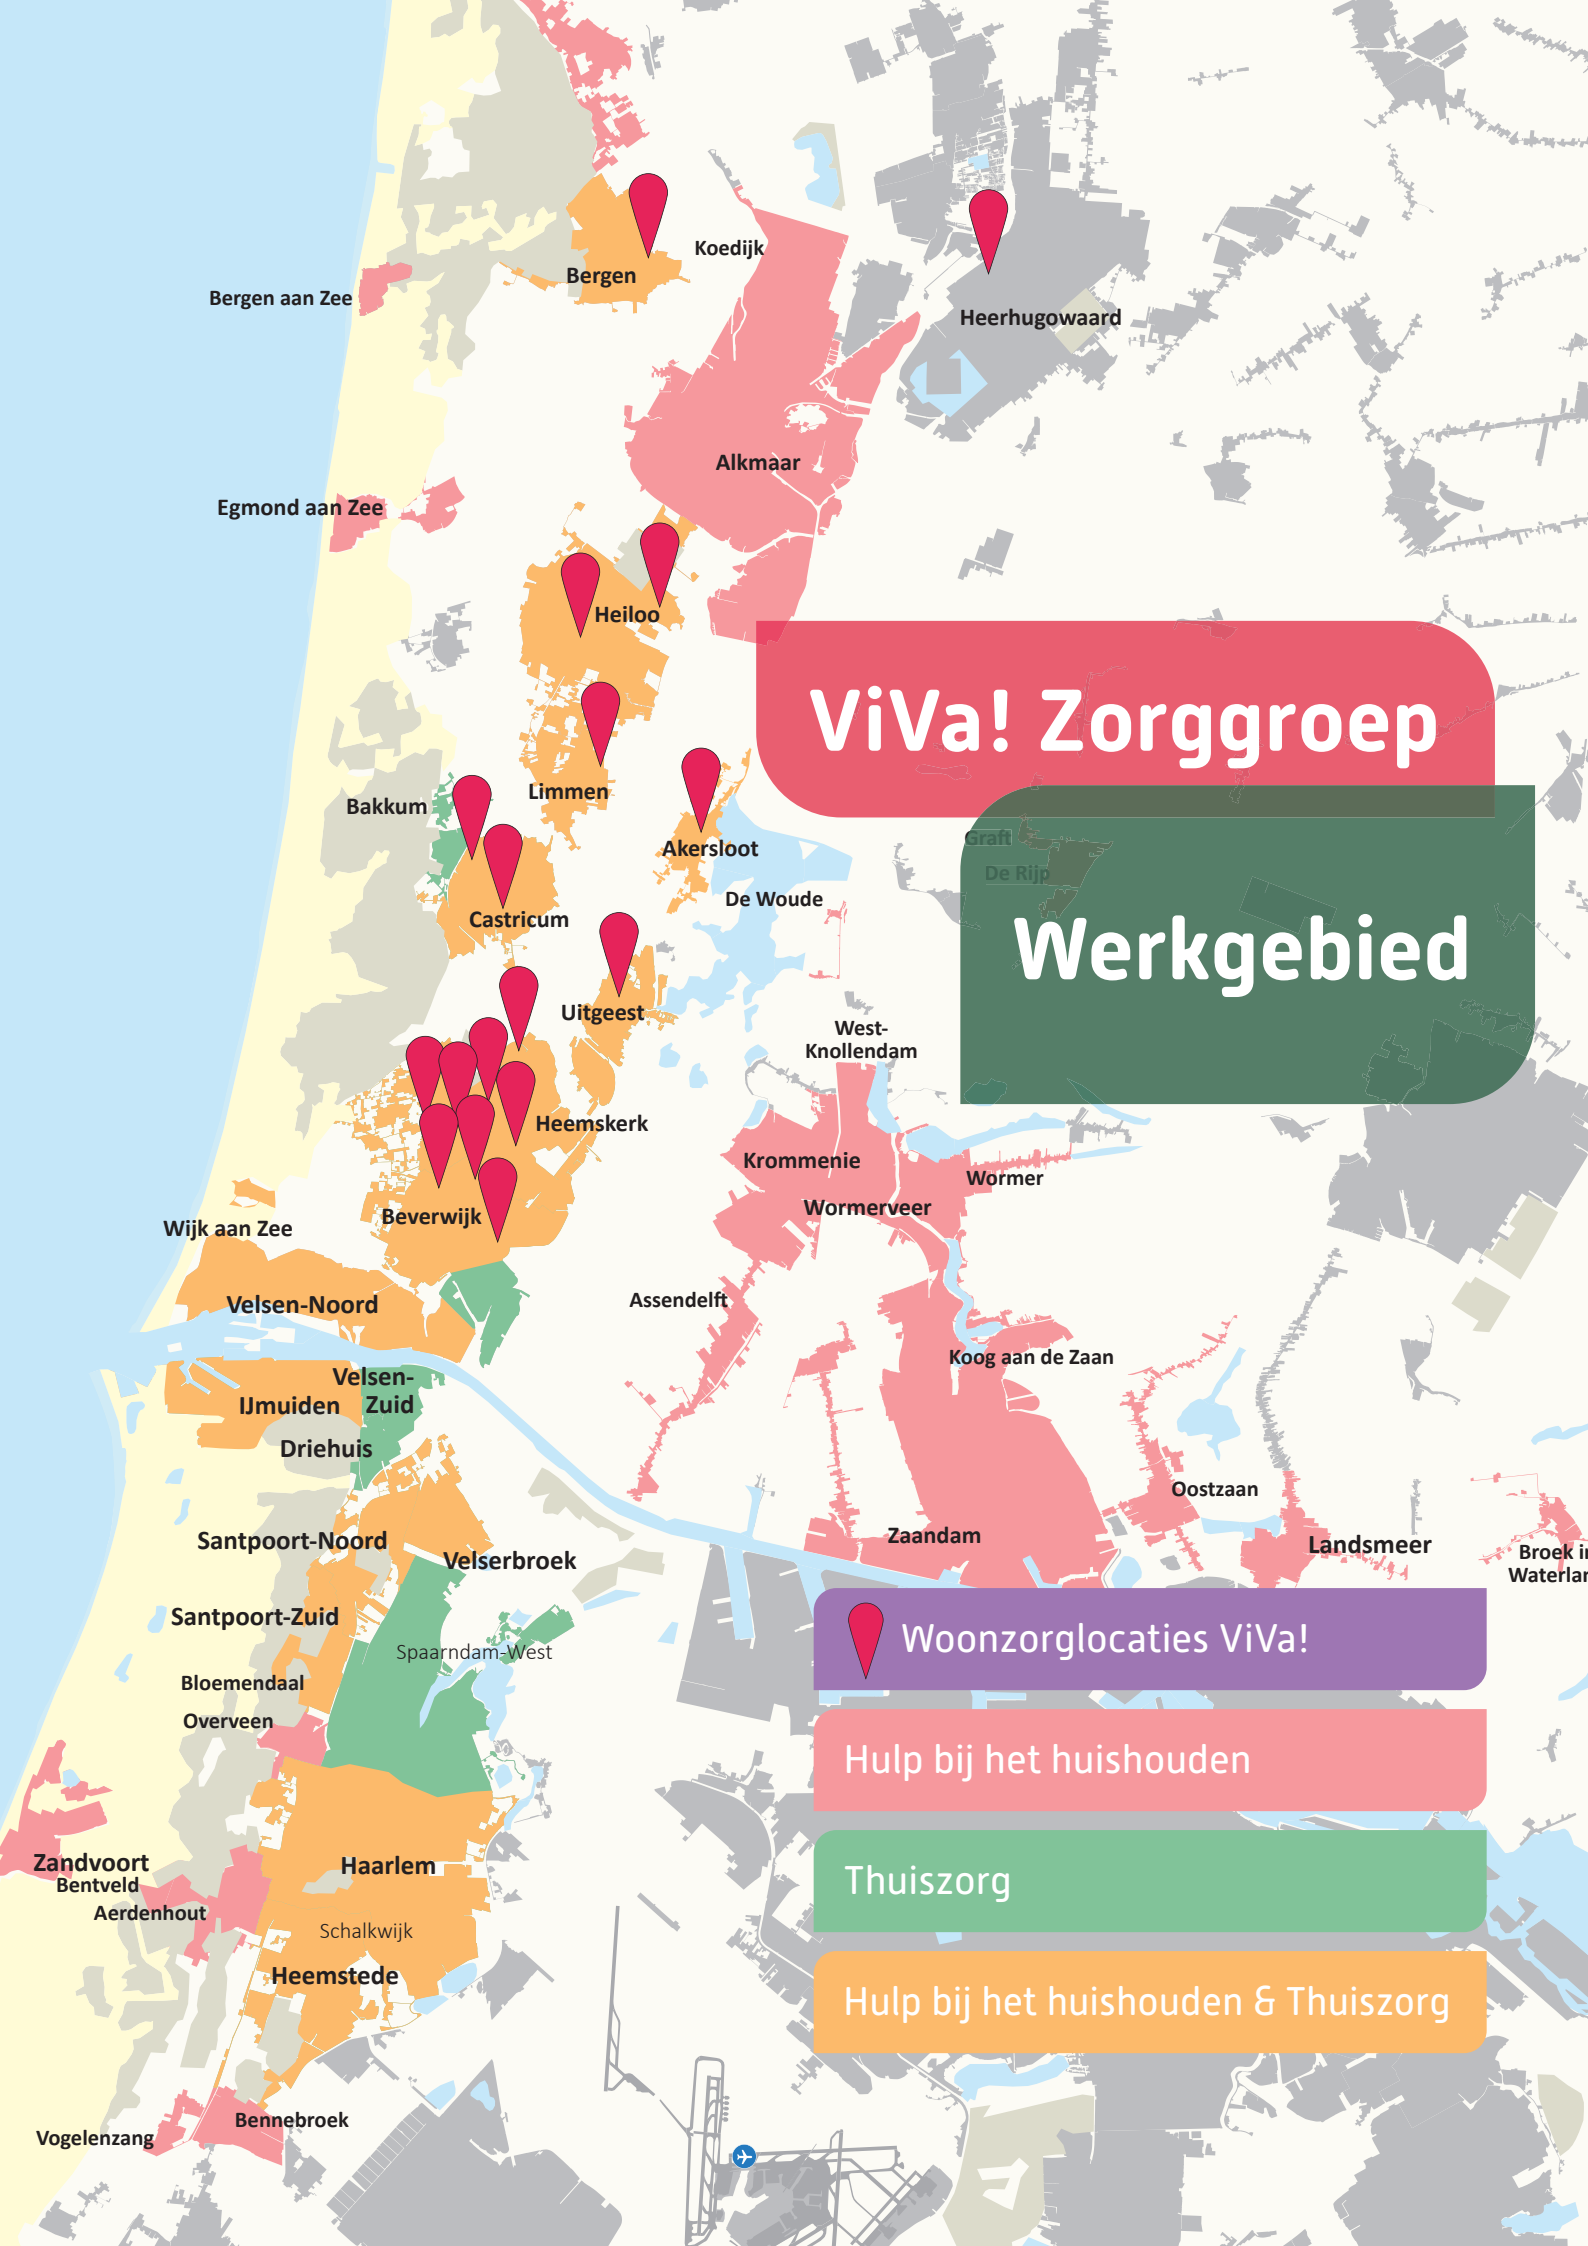 Koedijk
Bergen
Bergen aan Zee
Heerhugowaard
Alkmaar
Egmond aan Zee
Heiloo
ViVa! Zorggroep
Limmen
Bakkum
Akersloot
Graft
De Rijp
De Woude
Castricum
Werkgebied
Uitgeest
West-
Knollendam
Heemskerk
Krommenie
Wormer
Wormerveer
Beverwijk
Wijk aan Zee
Assendelft
Velsen-Noord
Koog aan de Zaan
Velsen-
Zuid
IJmuiden
Driehuis
Oostzaan
Zaandam
Landsmeer
Broek in
Santpoort-Noord
Velserbroek
Santpoort-Zuid
Spaarndam-West
Woonzorglocaties ViVa!
Bloemendaal
Overveen
Hulp bij het huishouden
Zandvoort
Bentveld
Haarlem
Thuiszorg
Aerdenhout
Schalkwijk
Heemstede
Hulp bij het huishouden & Thuiszorg
Bennebroek
Vogelenzang